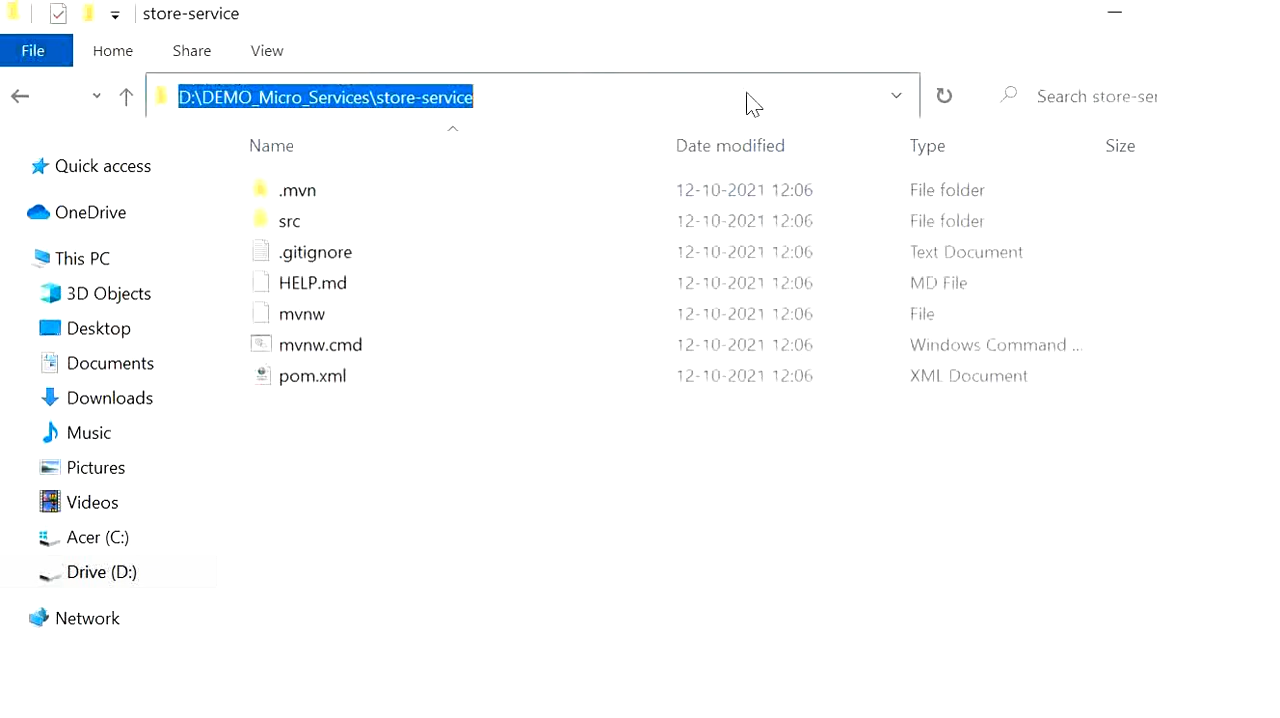 store-service
File Home Share View
D:\DEMO_Micro_Services\store-service
Search store-ser
Name Date modified Type Size
Quick access
OneDrive
This PC
3D Objects
Desktop
Documents
Downloads
Music
Pictures
Videos
Acer (C:)
Drive (D:)
Network
.mvn 12-10-2021 12:06 File folder
src 12-10-2021 12:06 File folder
.gitignore 12-10-2021 12:06 Text Document
HELP.md 12-10-2021 12:06 MD File
mvnw 12-10-2021 12:06 File
mvnw.cmd 12-10-2021 12:06 Windows Command ...
pom.xml 12-10-2021 12:06 XML Document